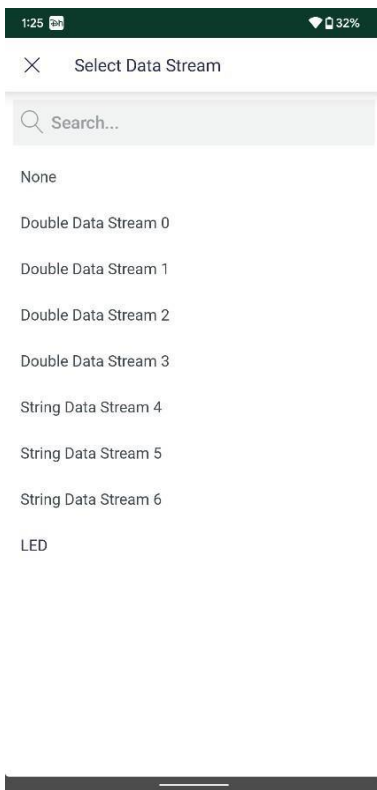 1:25 32%
Select Data Stream
Search...
None
Double Data Stream 0
Double Data Stream 1
Double Data Stream 2
Double Data Stream 3
String Data Stream 4
String Data Stream 5
String Data Stream 6
LED